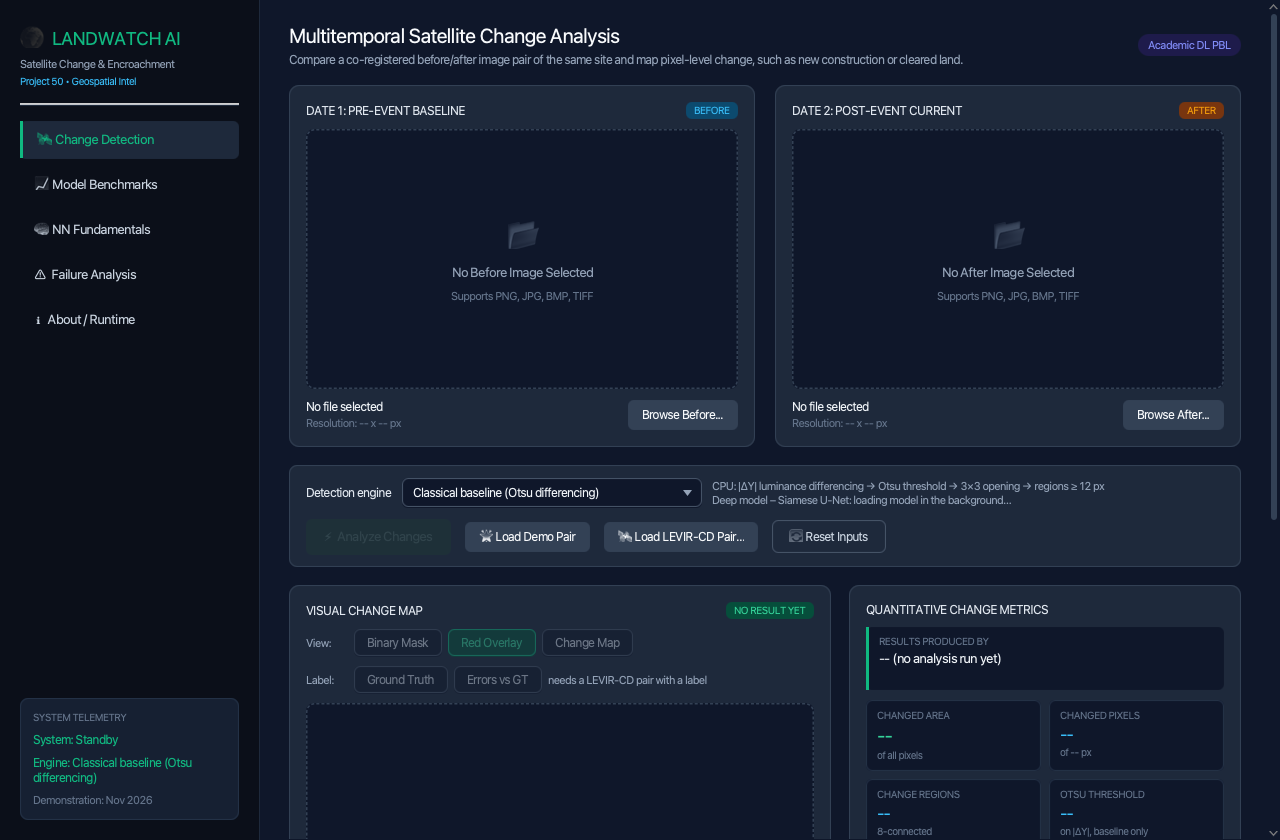 LANDWATCH AI
Satellite Change & Encroachment
Project 50 • Geospatial Intel
Change Detection
Model Benchmarks
NN Fundamentals
Failure Analysis
About / Runtime
SYSTEM TELEMETRY
System: Standby
Engine: Classical baseline (Otsu
differencing)
Demonstration: Nov 2026
Multitemporal Satellite Change Analysis
Compare a co-registered before/after image pair of the same site and map pixel-level change, such as new construction or cleared land.
Academic DL PBL
DATE 1: PRE-EVENT BASELINE
BEFORE
No Before Image Selected
Supports PNG, JPG, BMP, TIFF
No file selected
Resolution: -- x -- px
Browse Before...
DATE 2: POST-EVENT CURRENT
AFTER
No After Image Selected
Supports PNG, JPG, BMP, TIFF
No file selected
Resolution: -- x -- px
Browse After...
Detection engine
Classical baseline (Otsu differencing)
CPU: |ΔY| luminance differencing → Otsu threshold → 3×3 opening → regions ≥ 12 px
Deep model – Siamese U-Net: loading model in the background...
⚡ Analyze Changes
Load Demo Pair
Load LEVIR-CD Pair...
Reset Inputs
VISUAL CHANGE MAP
NO RESULT YET
View:
Binary Mask
Red Overlay
Change Map
Label:
Ground Truth
Errors vs GT
needs a LEVIR-CD pair with a label
QUANTITATIVE CHANGE METRICS
RESULTS PRODUCED BY
-- (no analysis run yet)
CHANGED AREA
--
of all pixels
CHANGED PIXELS
--
of -- px
CHANGE REGIONS
--
8-connected
OTSU THRESHOLD
--
on |ΔY|, baseline only